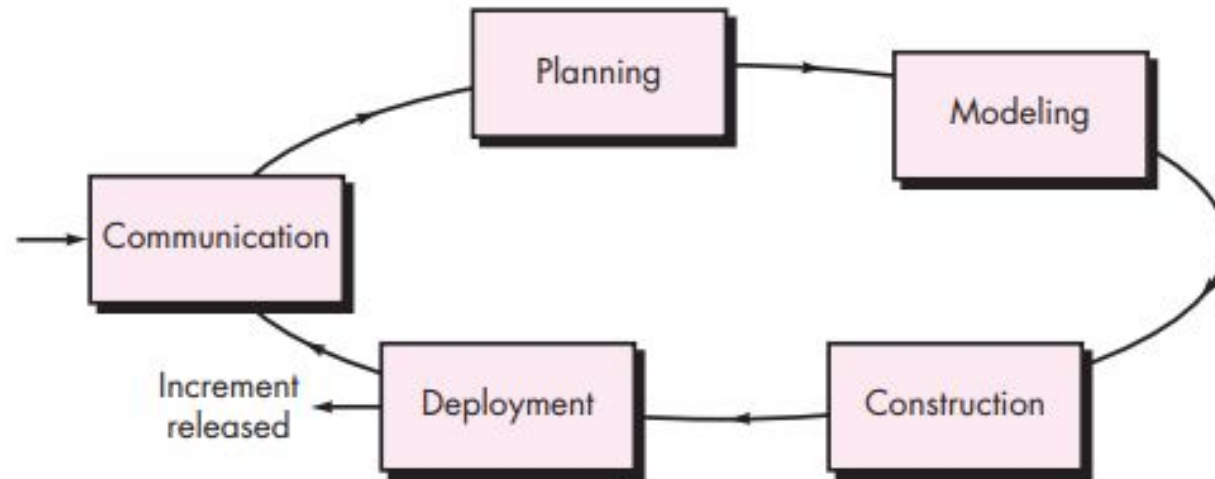 Planning
Modeling
Communication
Increment
released
Deployment
Construction